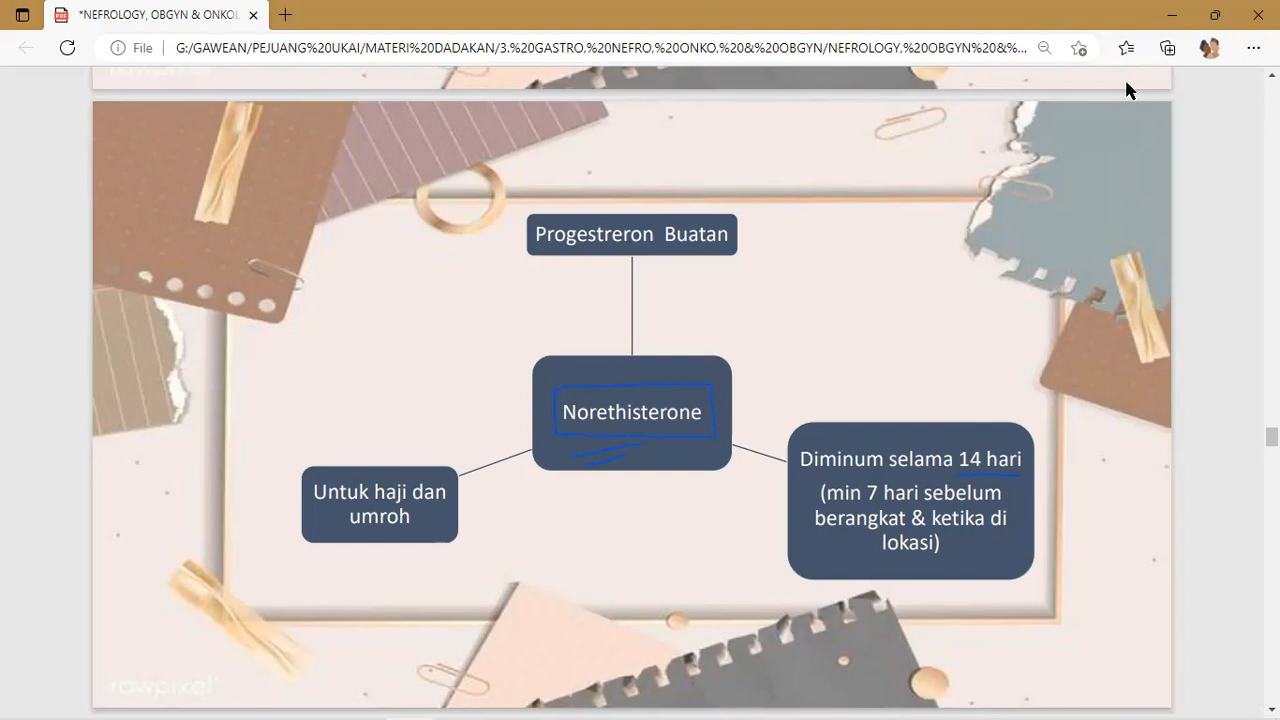 *NEFROLOGY, OBGYN & ONKOL
File
G:/GAWEAN/PEJUANG%20UKAI/MATERI%20DADAKAN/3.%20GASTRO,%20NEFRO,%20ONKO,%20&%20OBGYN/NEFROLOGY,%20OBGYN%20&%...
Progestreron Buatan
Norethisterone
Untuk haji dan
umroh
Diminum selama 14 hari
(min 7 hari sebelum
berangkat & ketika di
lokasi)
rawpixel